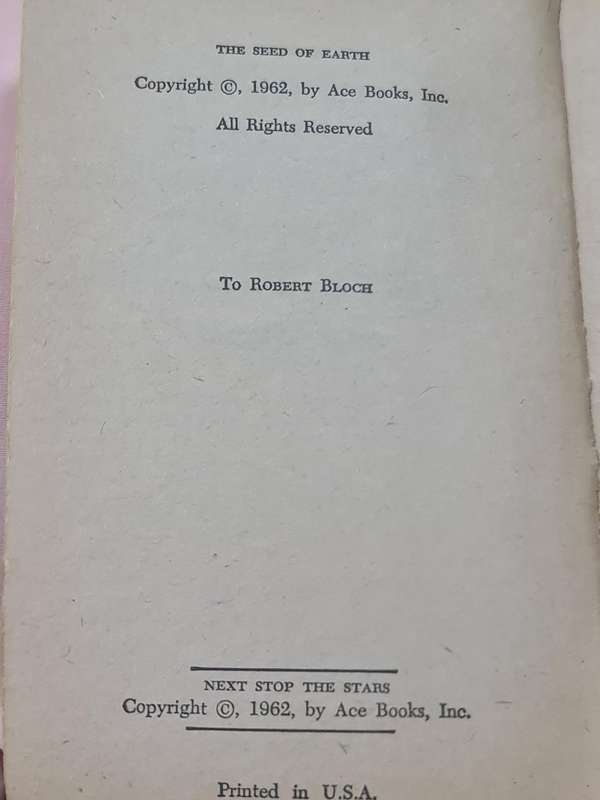 THE SEED OF EARTH
Copyright ©, 1962, by Ace Books, Inc.
All Rights Reserved
To ROBERT BLOCH
NEXT STOP THE STARS
Copyright ©, 1962, by Ace Books, Inc.
Printed in U.S.A.